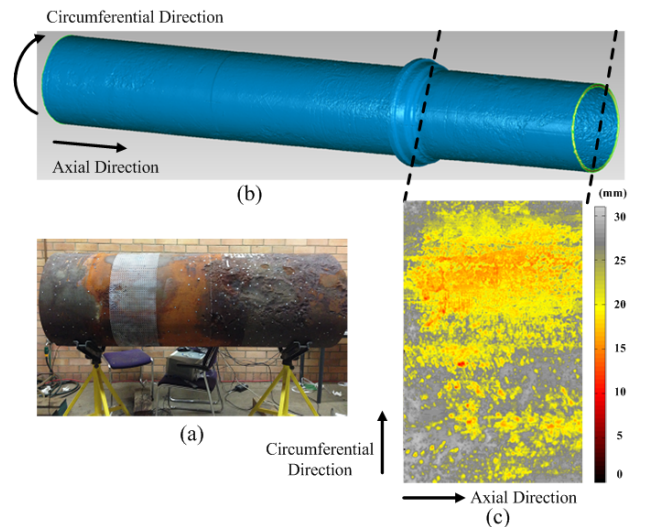 Circumferential Direction
Axial Direction
(b)
(mm)
30
25
20
15
10
5
0
(a)
Circumferential
Direction
Axial Direction
(c)